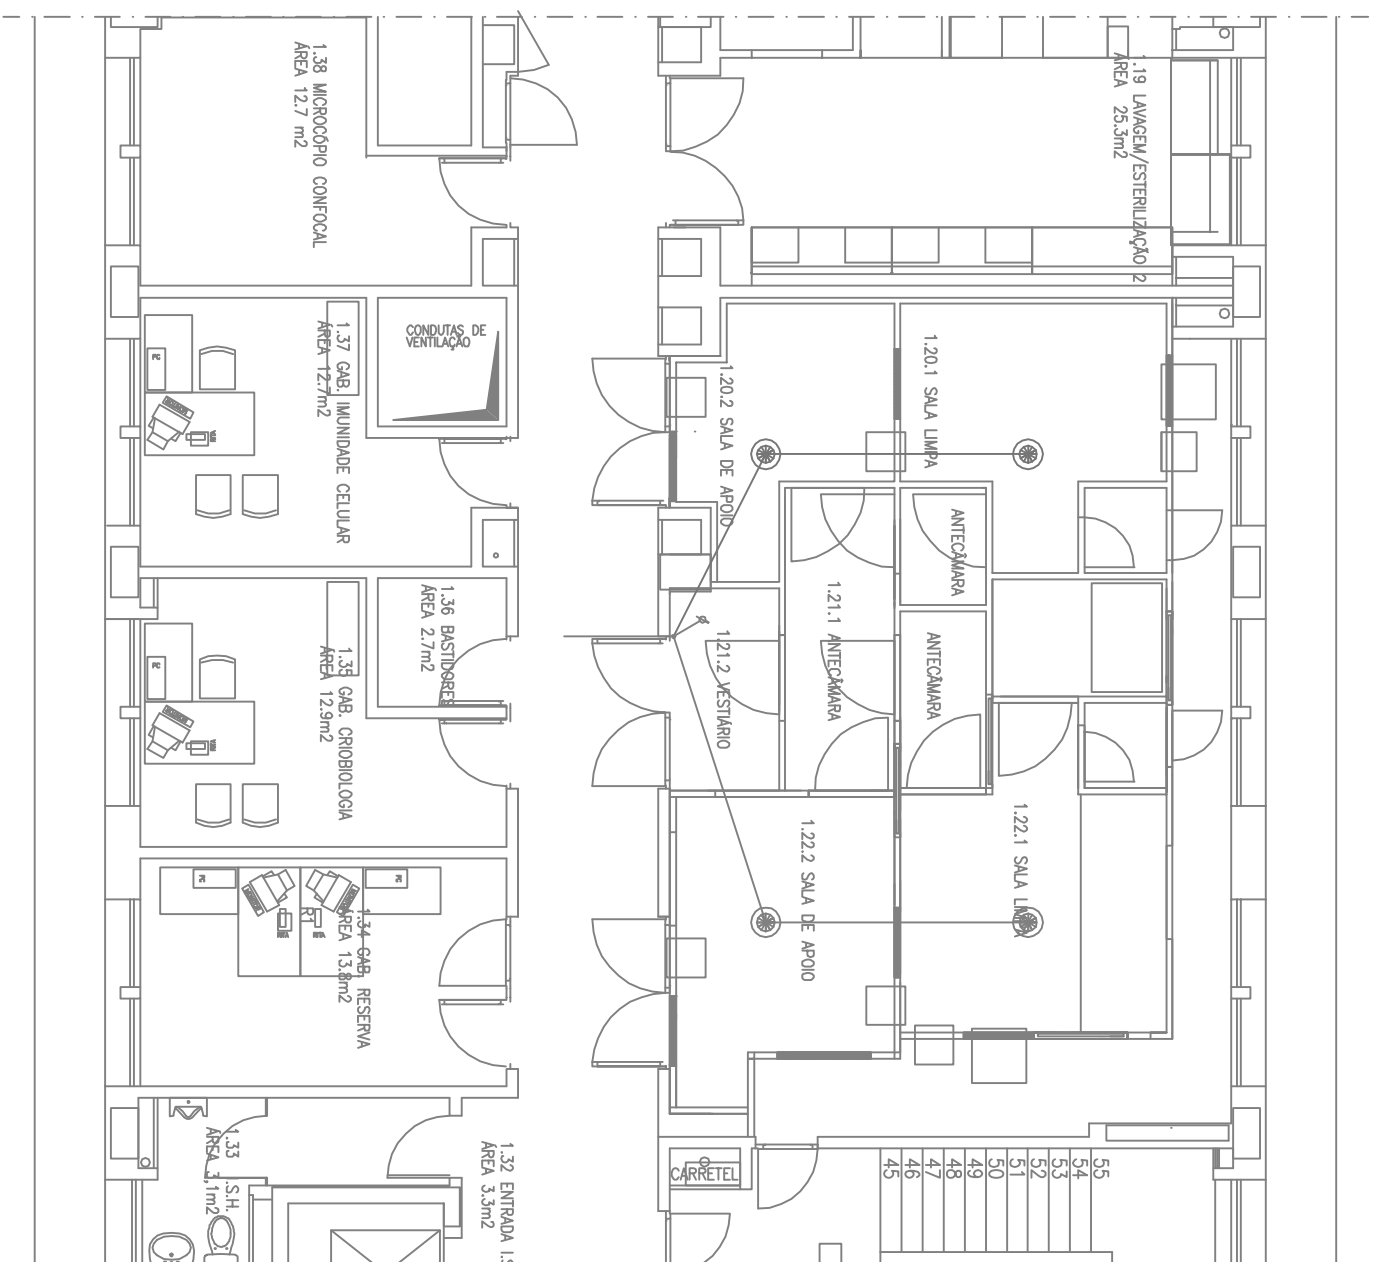 1.38 MICROCÓPIO CONFOCAL
ÁREA 12.7 m2
1.19 LAVAGEM/ESTERILIZAÇÃO 2
ÁREA 25.3m2
1.37 GAB. IMUNIDADE CELULAR
ÁREA 12.7m2
CONDUTAS DE
VENTILAÇÃO
PC
1.20.2 SALA DE APOIO
1.20.1 SALA LIMPA
ANTECÂMARA
1.36 BASTIDORES
ÁREA 2.7m2
1.21.1 ANTECÂMARA
1.21.2 VESTIÁRIO
ANTECÂMARA
1.35 GAB. CRIOBIOLOGIA
ÁREA 12.9m2
PC
1.22.2 SALA DE APOIO
1.22.1 SALA LIMPA
PC
PC
1.34 GAB. RESERVA
ÁREA 13.8m2
1.33 I.S.H.
ÁREA 3,1m2
1.32 ENTRADA I.S
ÁREA 3.3m2
CARRETEL
45
46
47
48
49
50
51
52
53
54
55